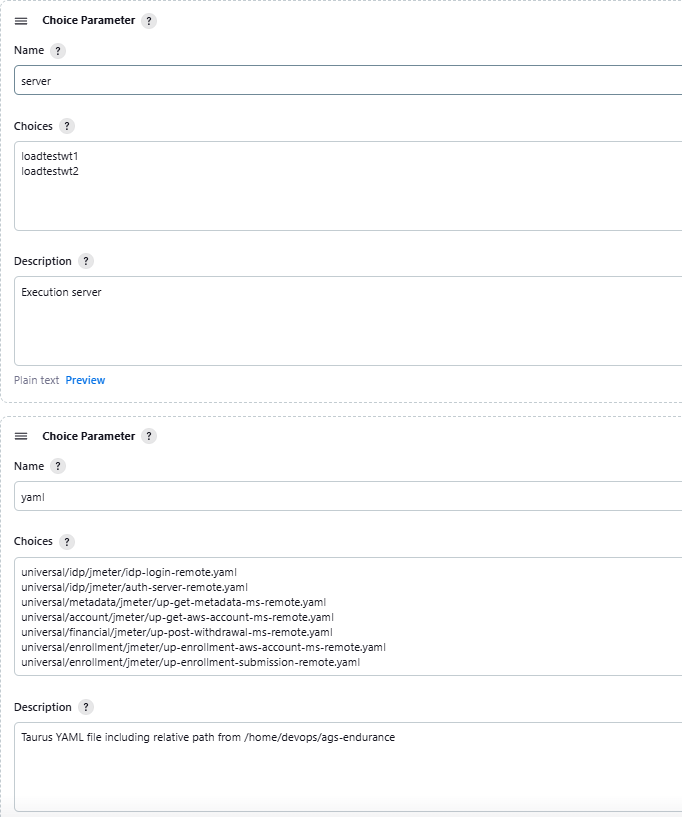 Choice Parameter ?
Name ?
server
Choices ?
loadtestwt1
loadtestwt2
Description ?
Execution server
Plain text Preview
Choice Parameter ?
Name ?
yaml
Choices ?
universal/idp/jmeter/idp-login-remote.yaml
universal/idp/jmeter/auth-server-remote.yaml
universal/metadata/jmeter/up-get-metadata-ms-remote.yaml
universal/account/jmeter/up-get-aws-account-ms-remote.yaml
universal/financial/jmeter/up-post-withdrawal-ms-remote.yaml
universal/enrollment/jmeter/up-enrollment-aws-account-ms-remote.yaml
universal/enrollment/jmeter/up-enrollment-submission-remote.yaml
Description ?
Taurus YAML file including relative path from /home/devops/ags-endurance